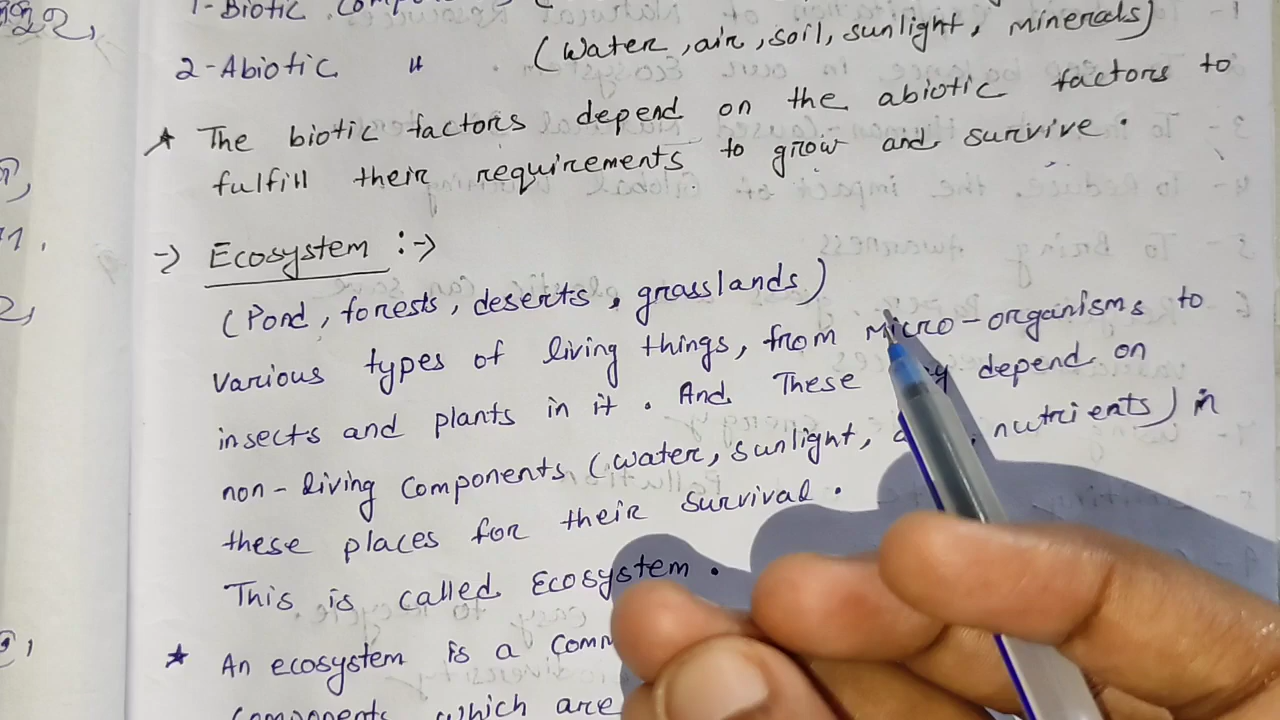 1-Biotic
(Water, air, soil, sunlight, minerals)
2-Abiotic "
* The biotic factors depend on the abiotic factors to
fulfill their requirements to grow and survive.
-> Ecosystem :->
(Pond, forests, deserts, grasslands)
various types of living things, from micro-organisms to
insects and plants in it. And These depend on
non-living components (water, sunlight, nutrients) in
these places for their survival.
This is called Ecosystem.
* An ecosystem is a
components which are